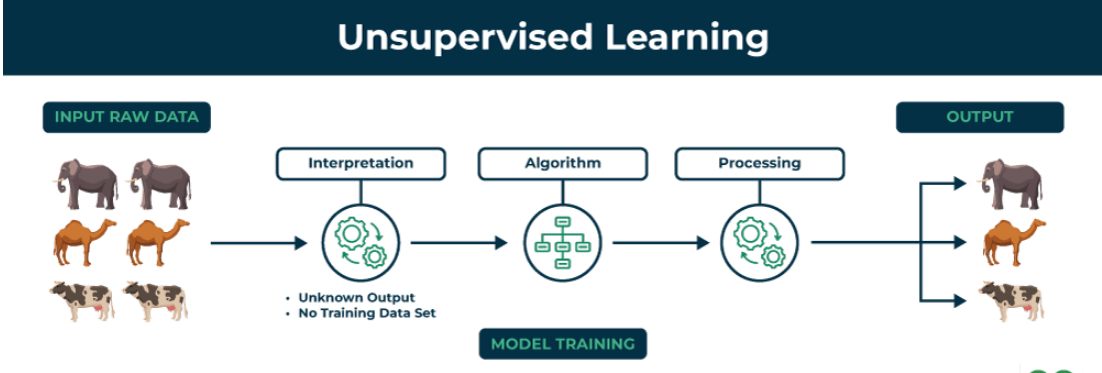 Unsupervised Learning
INPUT RAW DATA
OUTPUT
Interpretation
Algorithm
Processing
• Unknown Output
• No Training Data Set
MODEL TRAINING